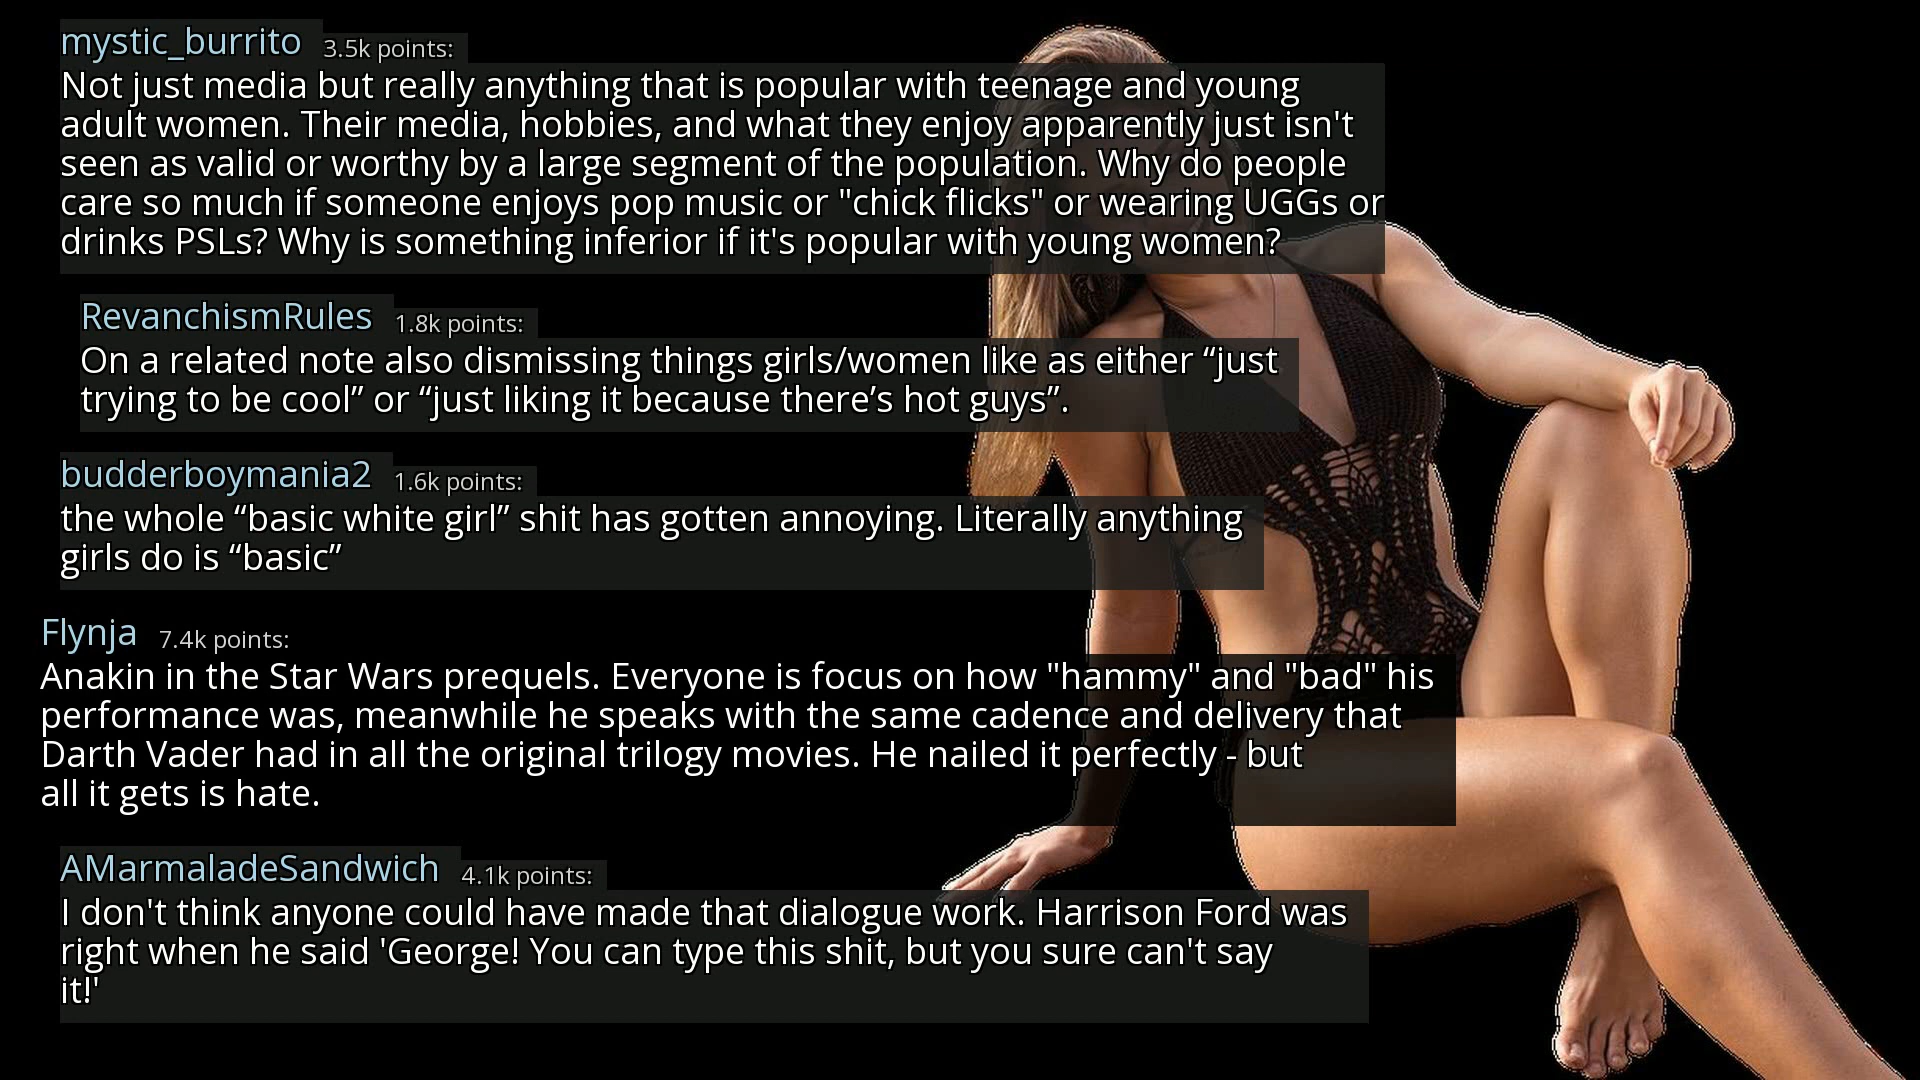 mystic_burrito 3.5k points:
Not just media but really anything that is popular with teenage and young
adult women. Their media, hobbies, and what they enjoy apparently just isn't
seen as valid or worthy by a large segment of the population. Why do people
care so much if someone enjoys pop music or "chick flicks" or wearing UGGs or
drinks PSLs? Why is something inferior if it's popular with young women?
RevanchismRules 1.8k points:
On a related note also dismissing things girls/women like as either “just
trying to be cool” or “just liking it because there’s hot guys”.
budderboymania2 1.6k points:
the whole “basic white girl” shit has gotten annoying. Literally anything
girls do is “basic”
Flynja 7.4k points:
Anakin in the Star Wars prequels. Everyone is focus on how "hammy" and "bad" his
performance was, meanwhile he speaks with the same cadence and delivery that
Darth Vader had in all the original trilogy movies. He nailed it perfectly - but
all it gets is hate.
AMarmaladeSandwich 4.1k points:
I don't think anyone could have made that dialogue work. Harrison Ford was
right when he said 'George! You can type this shit, but you sure can't say
it!'